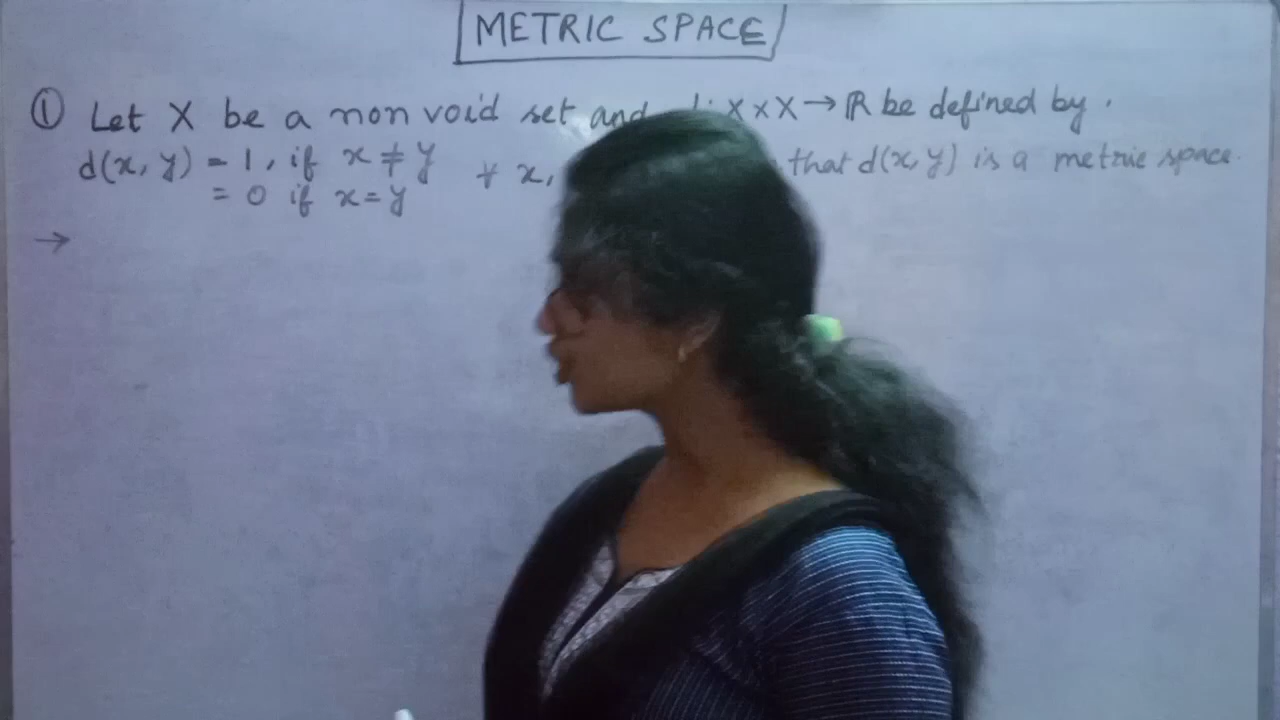 METRIC SPACE
① Let X be a non void set and X×X→ℝ be defined by.
d(x, y) = 1, if x ≠ y ∀ x, that d(x, y) is a metric space.
= 0 if x = y
→